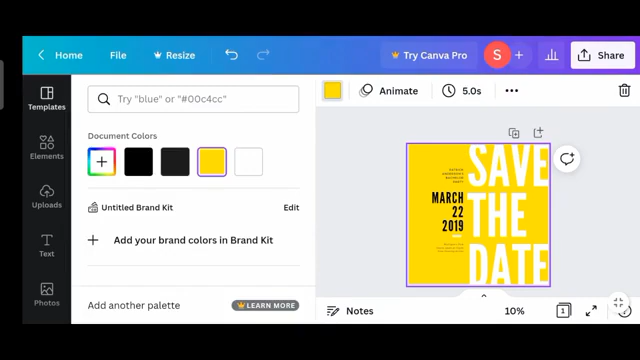 Home File Resize Try Canva Pro S + Share
Templates
Elements
Uploads
Text
Photos
Try "blue" or "#00c4cc"
Document Colors
+
Untitled Brand Kit Edit
+ Add your brand colors in Brand Kit
Add another palette LEARN MORE
Animate 5.0s
MARCH
22
2019
SAVE
THE
DATE
Notes 10% 1